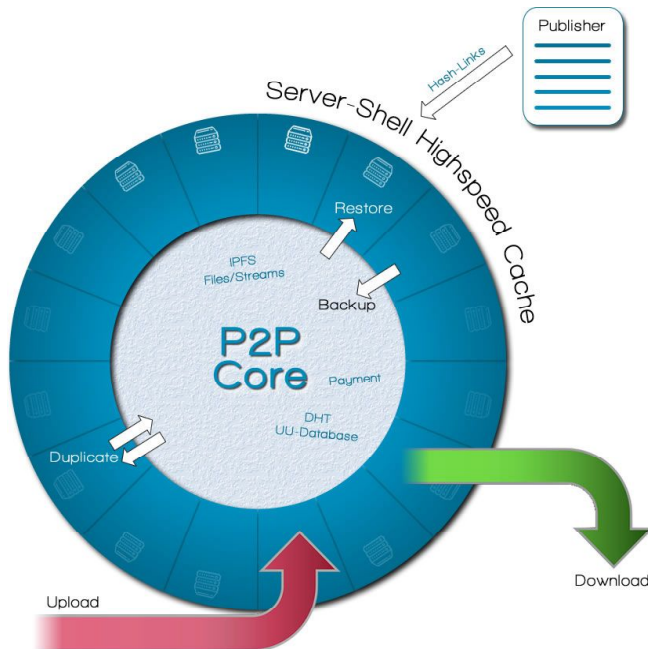 Publisher
Hash-Links
Server-Shell Highspeed Cache
Restore
IPFS
Files/Streams
Backup
P2P
Core
Payment
DHT
UU-Database
Duplicate
Download
Upload